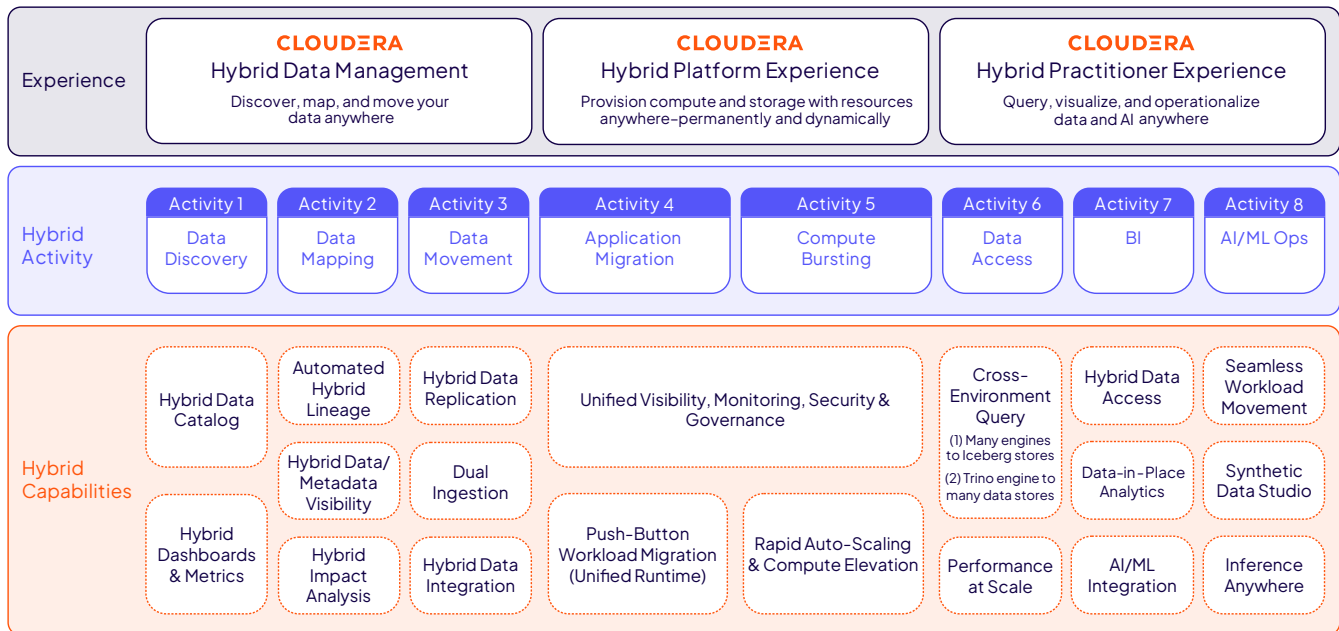 Experience
CLOUDERA
Hybrid Data Management
Discover, map, and move your
data anywhere
CLOUDERA
Hybrid Platform Experience
Provision compute and storage with resources
anywhere–permanently and dynamically
CLOUDERA
Hybrid Practitioner Experience
Query, visualize, and operationalize
data and AI anywhere
Hybrid
Activity
Activity 1
Data
Discovery
Activity 2
Data
Mapping
Activity 3
Data
Movement
Activity 4
Application
Migration
Activity 5
Compute
Bursting
Activity 6
Data
Access
Activity 7
BI
Activity 8
AI/ML Ops
Hybrid
Capabilities
Hybrid Data
Catalog
Hybrid
Dashboards
& Metrics
Automated
Hybrid
Lineage
Hybrid Data/
Metadata
Visibility
Hybrid
Impact
Analysis
Hybrid Data
Replication
Dual
Ingestion
Hybrid Data
Integration
Unified Visibility, Monitoring, Security &
Governance
Push-Button
Workload Migration
(Unified Runtime)
Rapid Auto-Scaling
& Compute Elevation
Cross-
Environment
Query
(1) Many engines
to Iceberg stores
(2) Trino engine to
many data stores
Performance
at Scale
Hybrid Data
Access
Data-in-Place
Analytics
AI/ML
Integration
Seamless
Workload
Movement
Synthetic
Data Studio
Inference
Anywhere